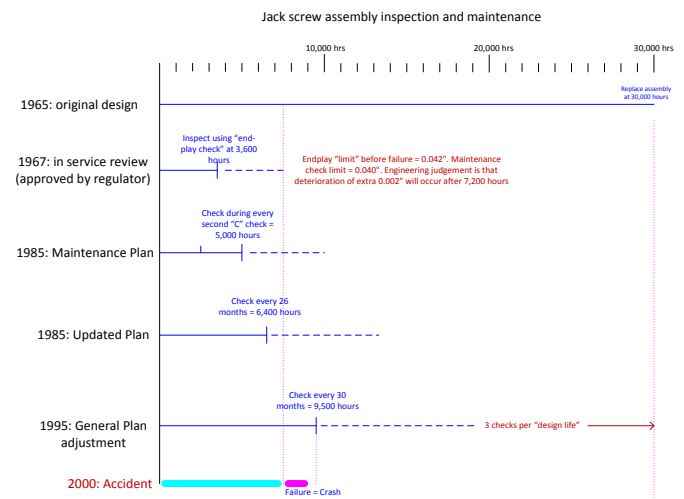 Jack screw assembly inspection and maintenance
10,000 hrs
20,000 hrs
30,000 hrs
Replace assembly
at 30,000 hours
1965: original design
Inspect using “end-
play check” at 3,600
hours
1967: in service review
(approved by regulator)
Endplay “limit” before failure = 0.042”. Maintenance
check limit = 0.040”. Engineering judgement is that
deterioration of extra 0.002” will occur after 7,200 hours
Check during every
second “C” check =
5,000 hours
1985: Maintenance Plan
Check every 26
months = 6,400 hours
1985: Updated Plan
Check every 30
months = 9,500 hours
1995: General Plan
adjustment
3 checks per “design life”
2000: Accident
Failure = Crash